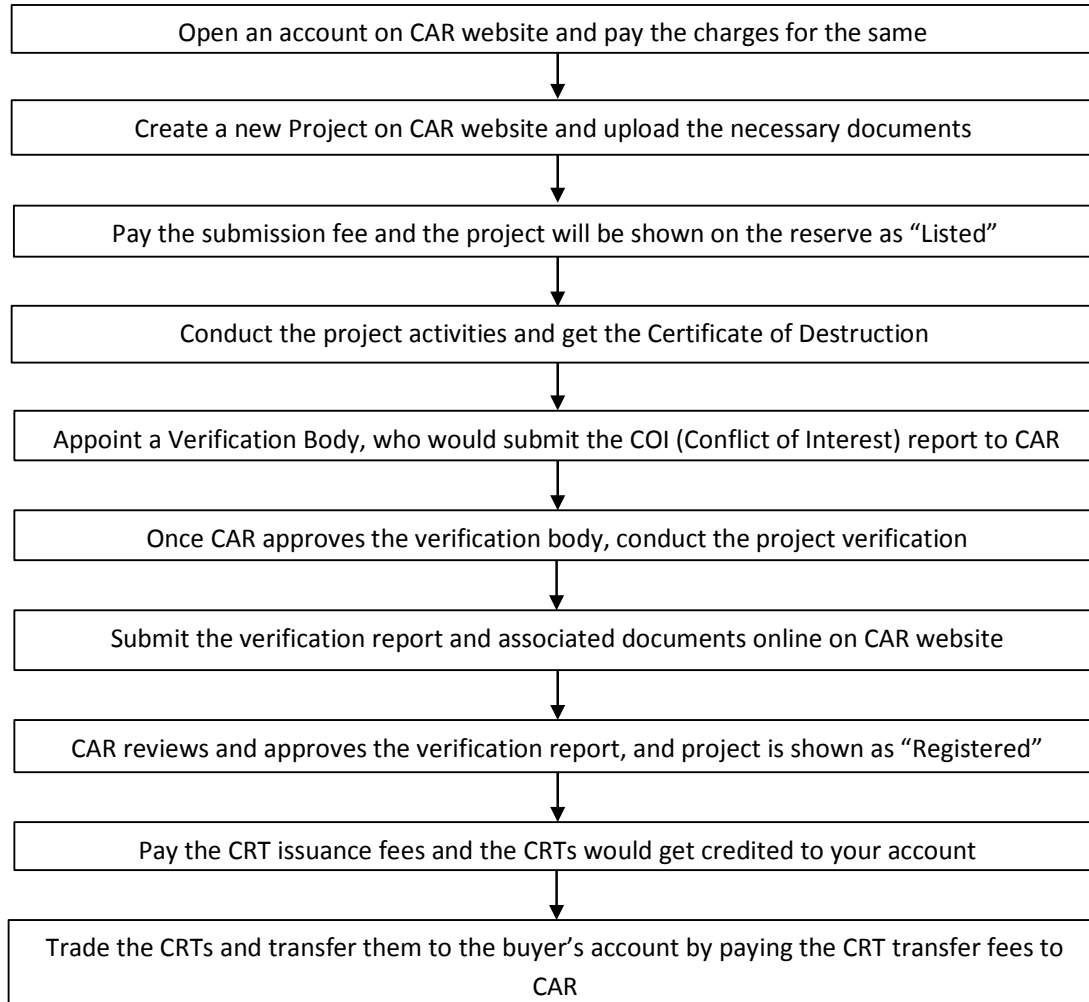 Open an account on CAR website and pay the charges for the same
Create a new Project on CAR website and upload the necessary documents
Pay the submission fee and the project will be shown on the reserve as “Listed”
Conduct the project activities and get the Certificate of Destruction
Appoint a Verification Body, who would submit the COI (Conflict of Interest) report to CAR
Once CAR approves the verification body, conduct the project verification
Submit the verification report and associated documents online on CAR website
CAR reviews and approves the verification report, and project is shown as “Registered”
Pay the CRT issuance fees and the CRTs would get credited to your account
Trade the CRTs and transfer them to the buyer’s account by paying the CRT transfer fees to
CAR